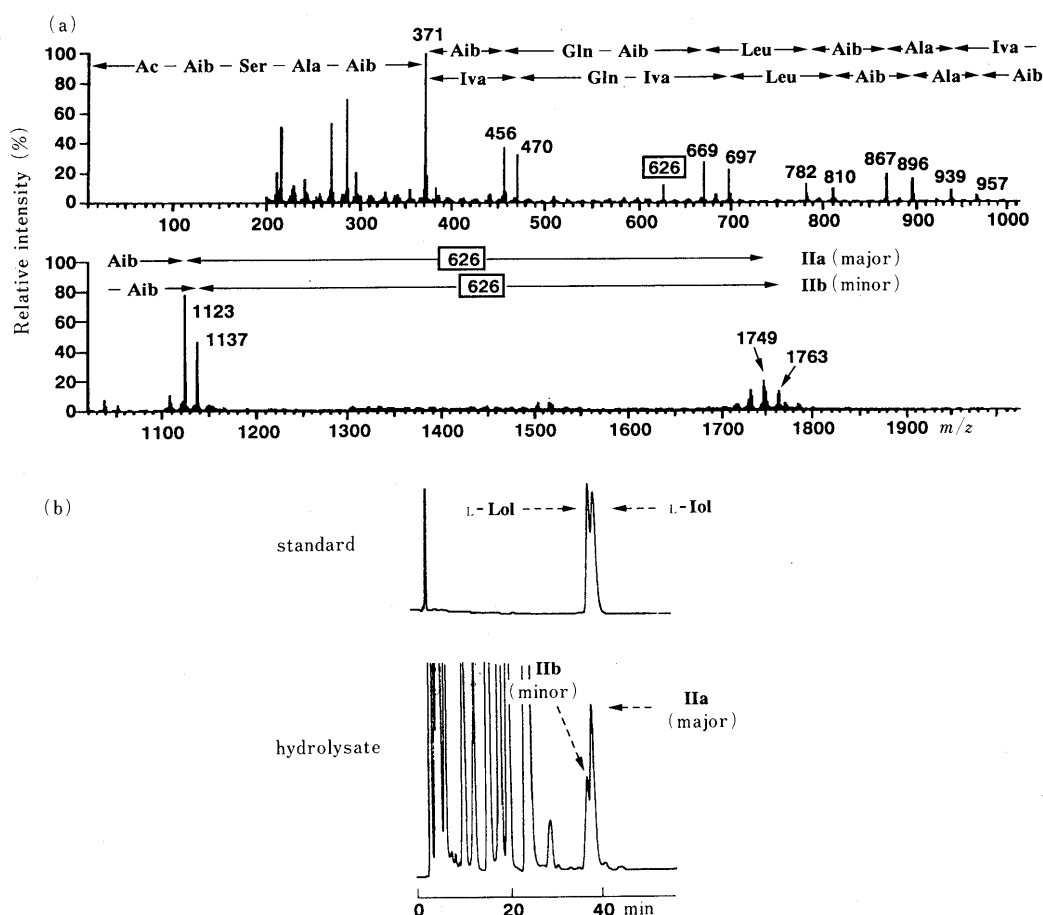 (a)
371
Aib Gln – Aib Leu Aib Ala Iva –
Ac – Aib – Ser – Ala – Aib
Iva Gln – Iva Leu Aib Ala Aib
100
80
60
40
20
0
456
470
626
669
697
782
810
867
896
939
957
100 200 300 400 500 600 700 800 900 1000
Relative intensity (%)
Aib 626 IIa (major)
– Aib 626 IIb (minor)
100
80
60
40
20
0
1123
1137
1749
1763
1100 1200 1300 1400 1500 1600 1700 1800 1900 m/z
(b)
L-Lol L-Iol
standard
IIb
(minor)
IIa
(major)
hydrolysate
0 20 40 min